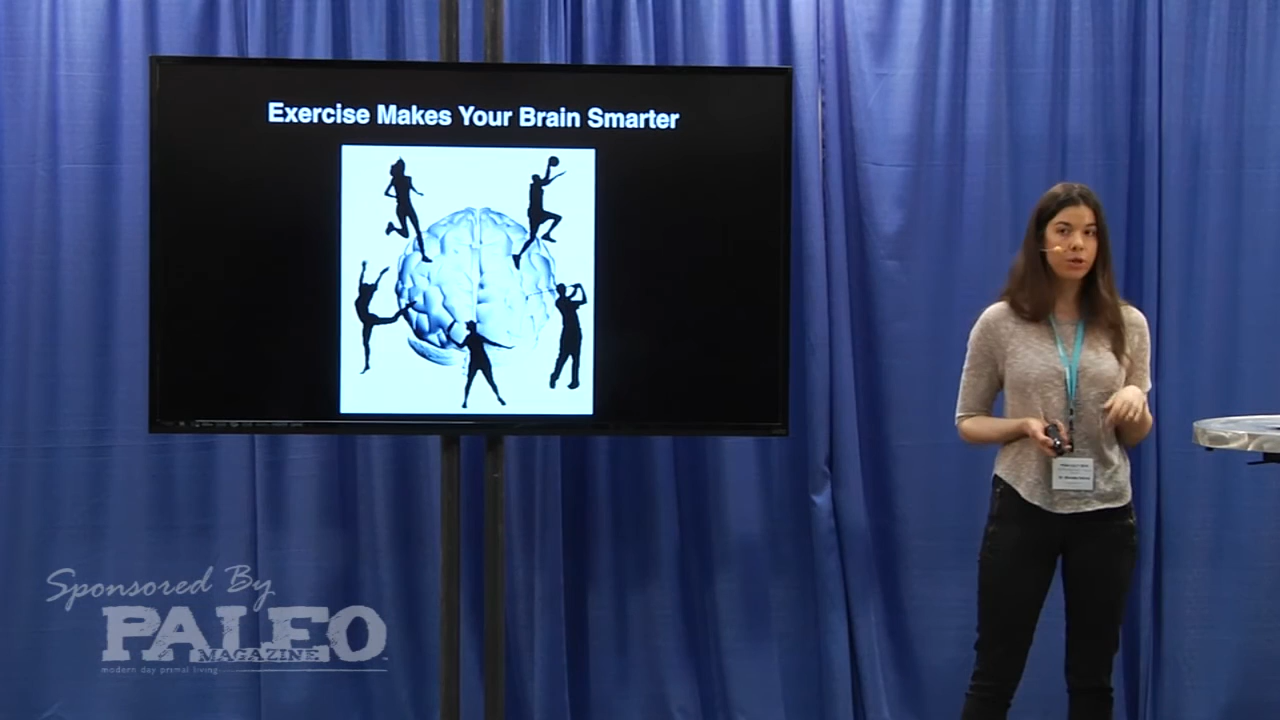 Exercise Makes Your Brain Smarter
Sponsored By
PALEO
MAGAZINE
modern day primal living